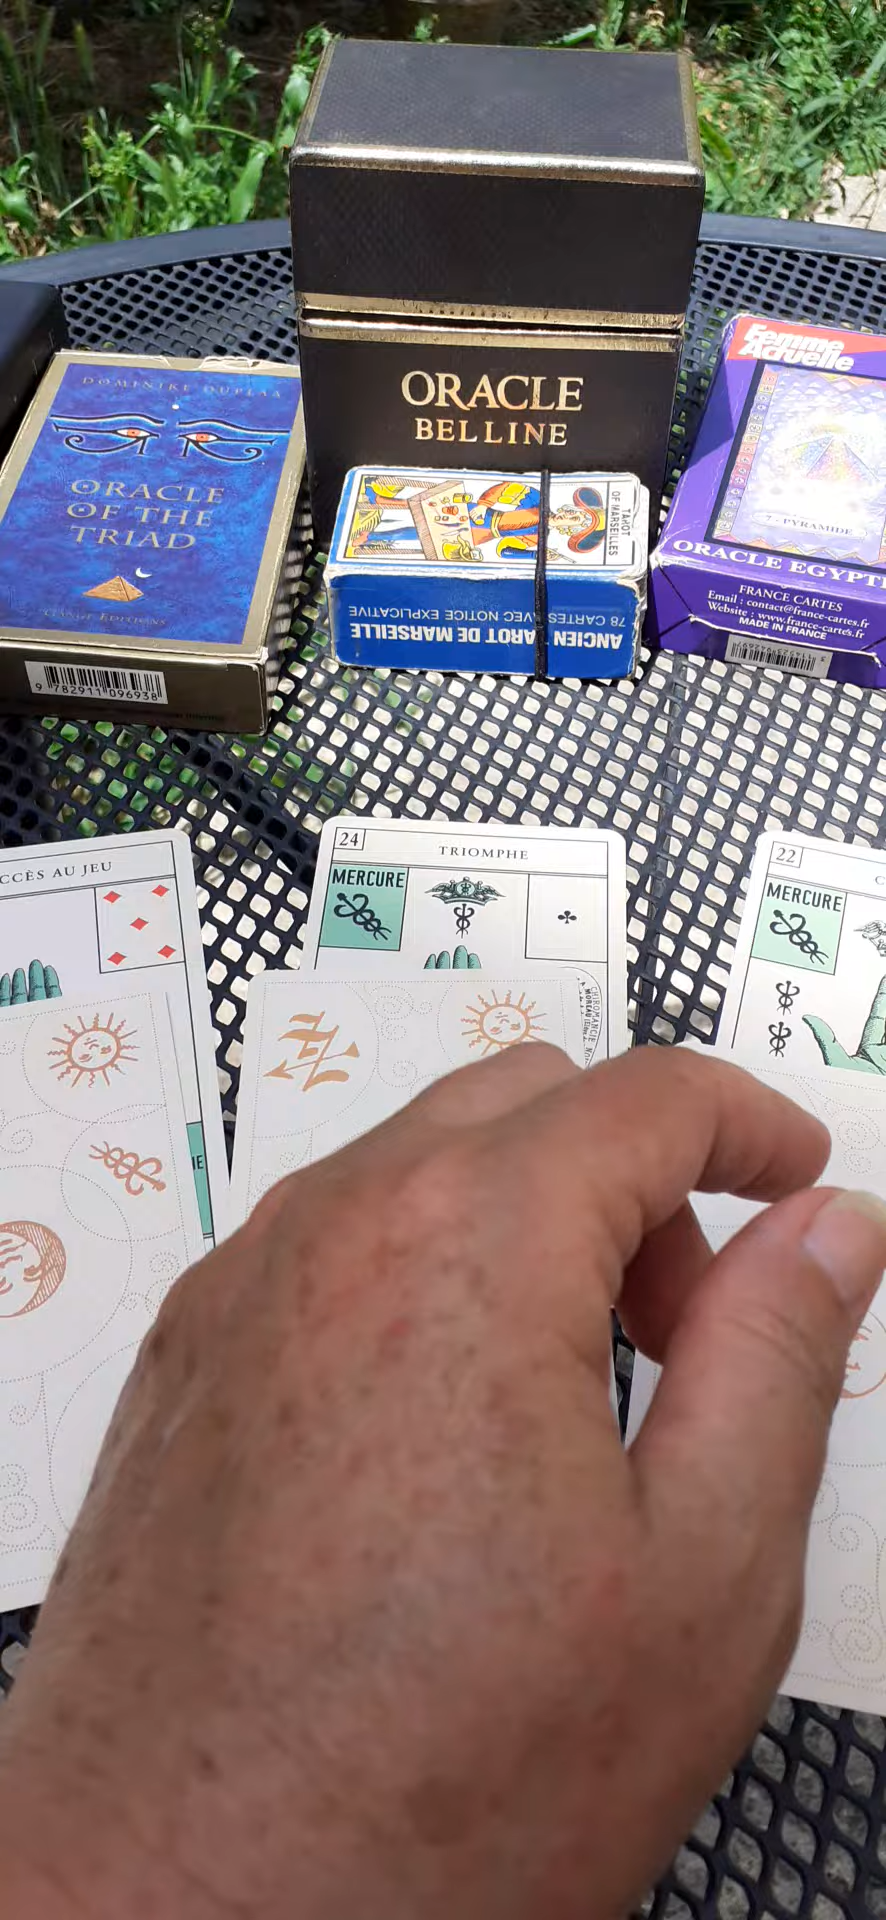 ORACLE
BELLINE
DOMINIKE DUPLAA
ORACLE
OF THE
TRIAD
9 782911 096938
TAROT
OF MARSEILLES
ANCIEN TAROT DE MARSEILLE
78 CARTES AVEC NOTICE EXPLICATIVE
Femme
Actuelle
7 - PYRAMIDE
ORACLE EGYPTI
FRANCE CARTES
Email : contact@france-cartes.fr
Website : www.france-cartes.fr
MADE IN FRANCE
CCÈS AU JEU
24
TRIOMPHE
MERCURE
CHIROMANCIE
22
C
MERCURE